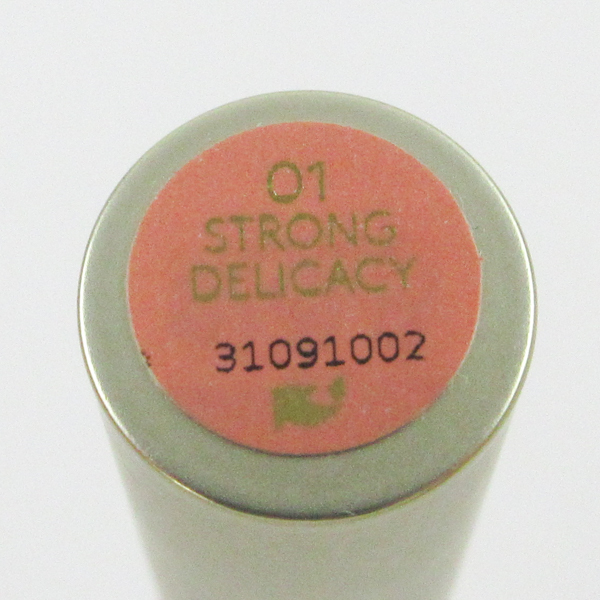 01
STRONG
DELICACY
31091002